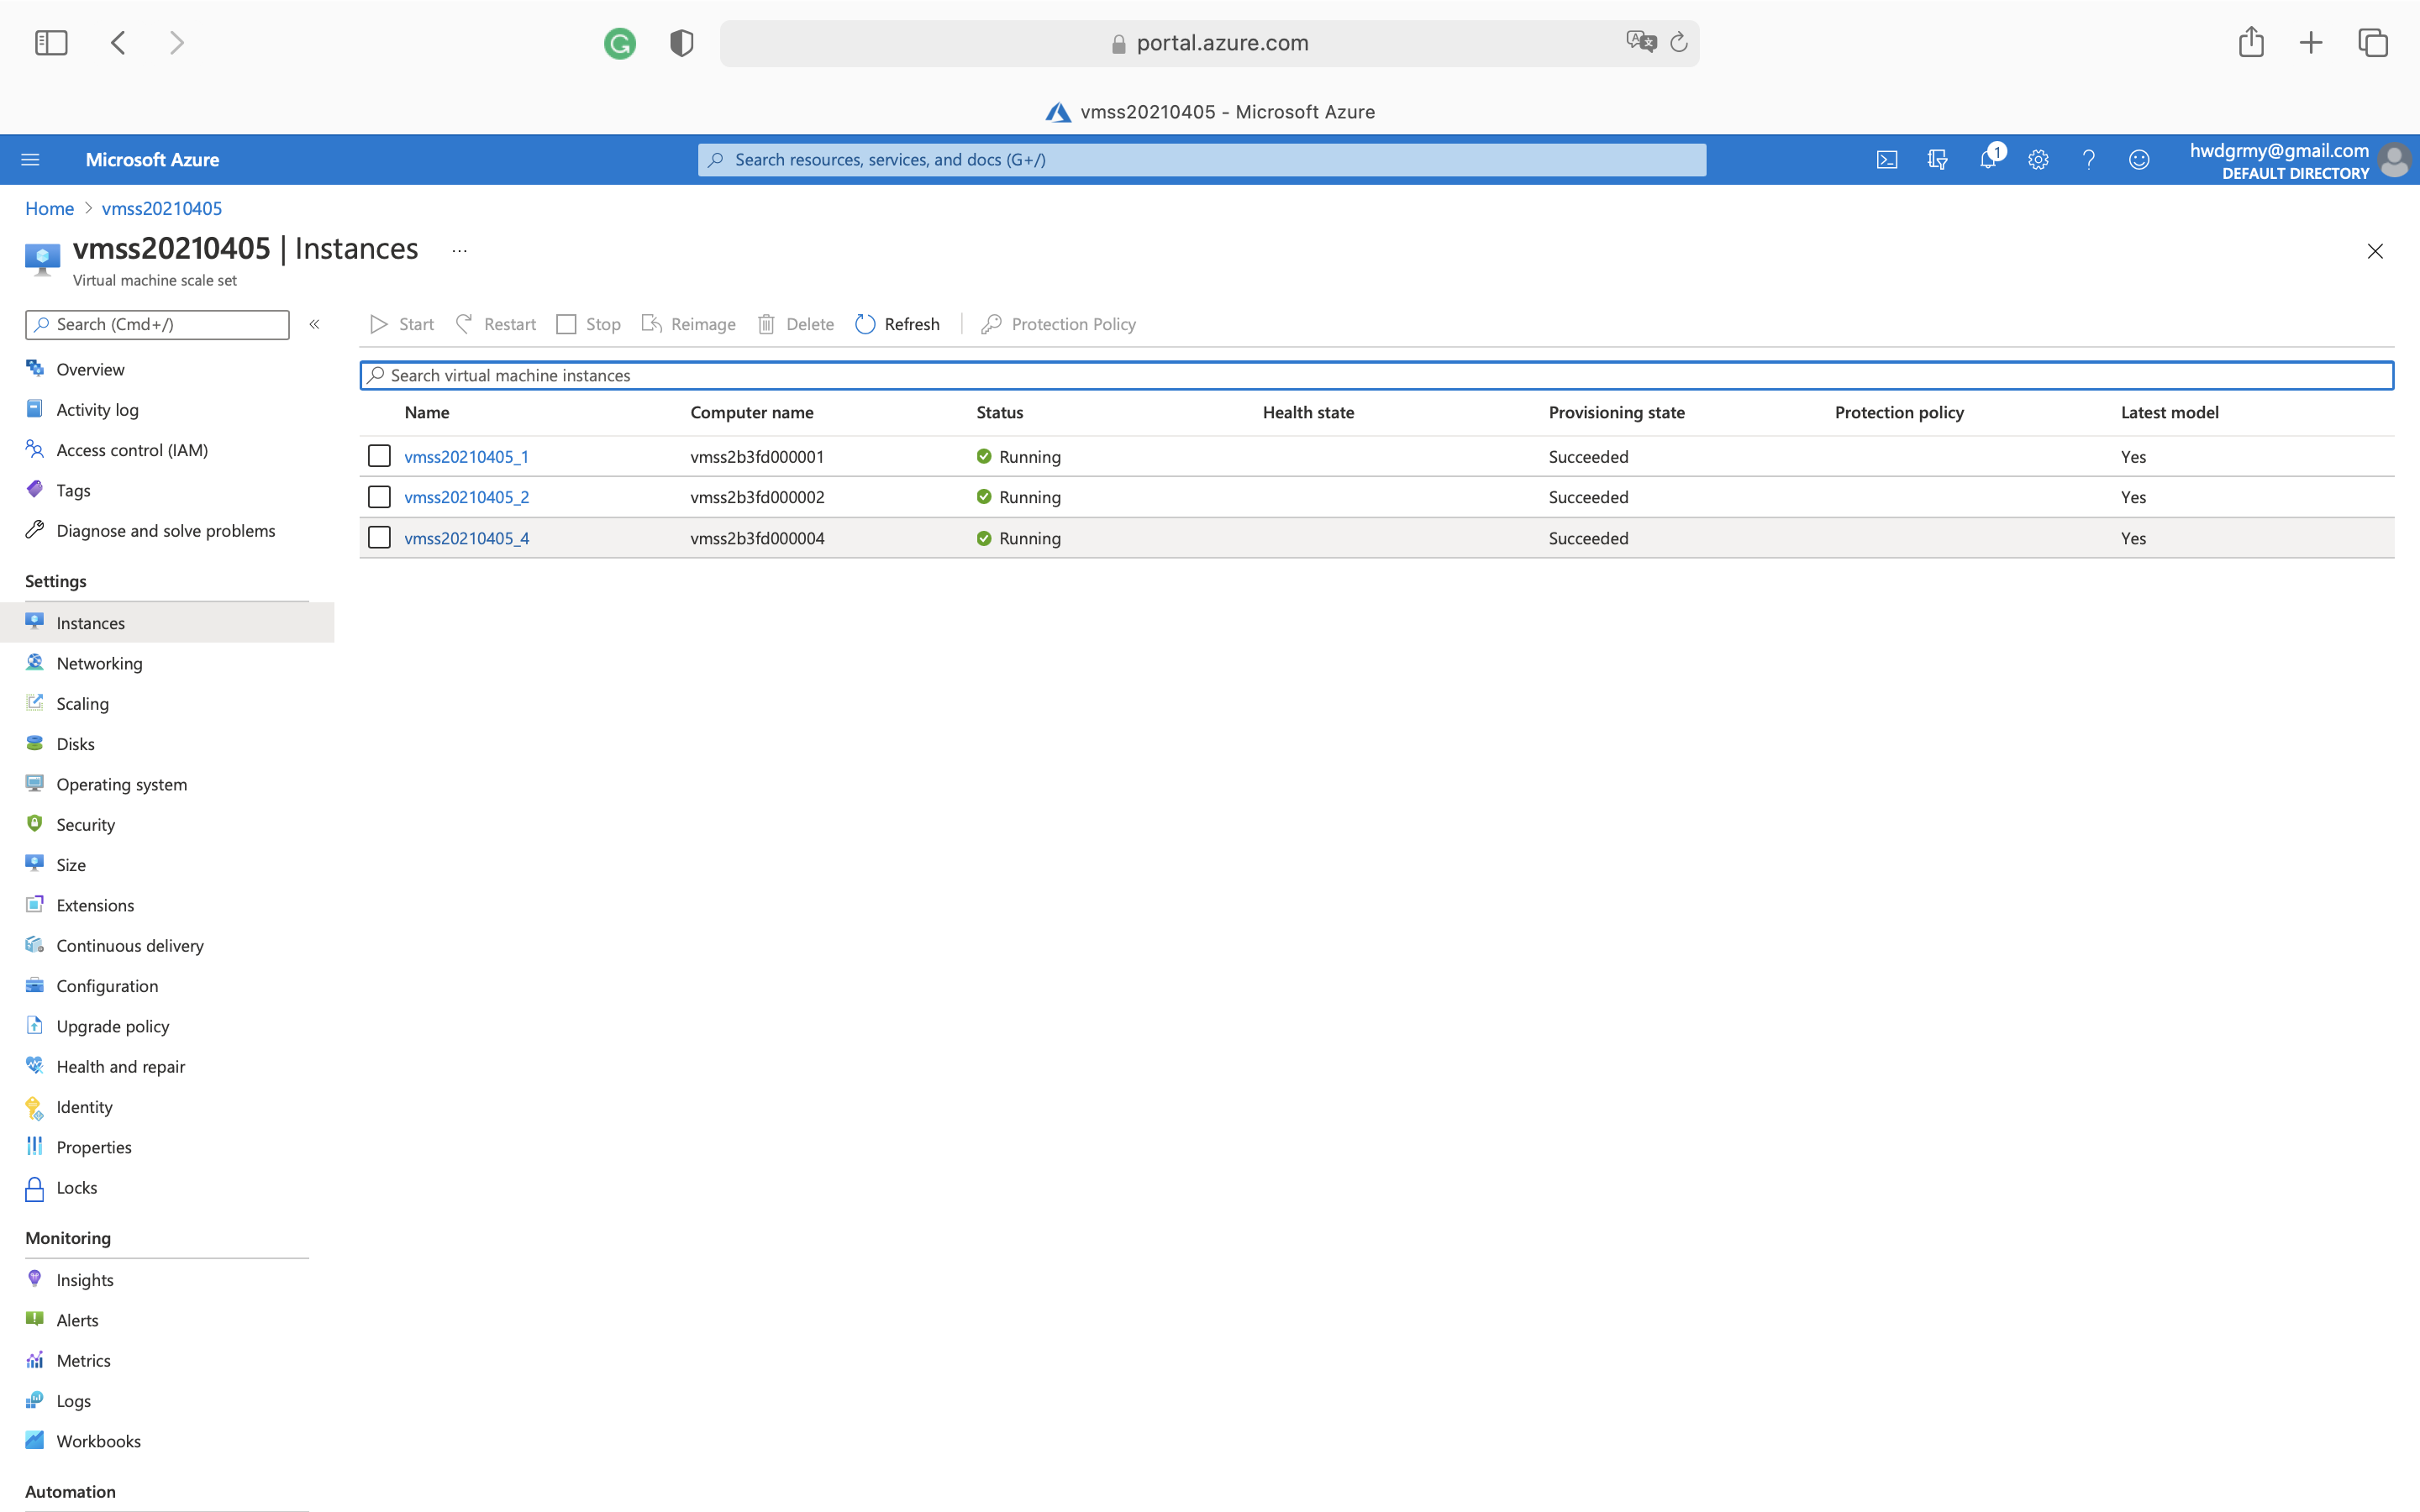 portal.azure.com
vmss20210405 - Microsoft Azure
Microsoft Azure
Search resources, services, and docs (G+/)
1
hwdgrmy@gmail.com
DEFAULT DIRECTORY
Home > vmss20210405
vmss20210405 | Instances ...
Virtual machine scale set
Search (Cmd+/) «
Start Restart Stop Reimage Delete Refresh Protection Policy
Search virtual machine instances
Name Computer name Status Health state Provisioning state Protection policy Latest model
vmss20210405_1 vmss2b3fd000001 Running Succeeded Yes
vmss20210405_2 vmss2b3fd000002 Running Succeeded Yes
vmss20210405_4 vmss2b3fd000004 Running Succeeded Yes
Overview
Activity log
Access control (IAM)
Tags
Diagnose and solve problems
Settings
Instances
Networking
Scaling
Disks
Operating system
Security
Size
Extensions
Continuous delivery
Configuration
Upgrade policy
Health and repair
Identity
Properties
Locks
Monitoring
Insights
Alerts
Metrics
Logs
Workbooks
Automation